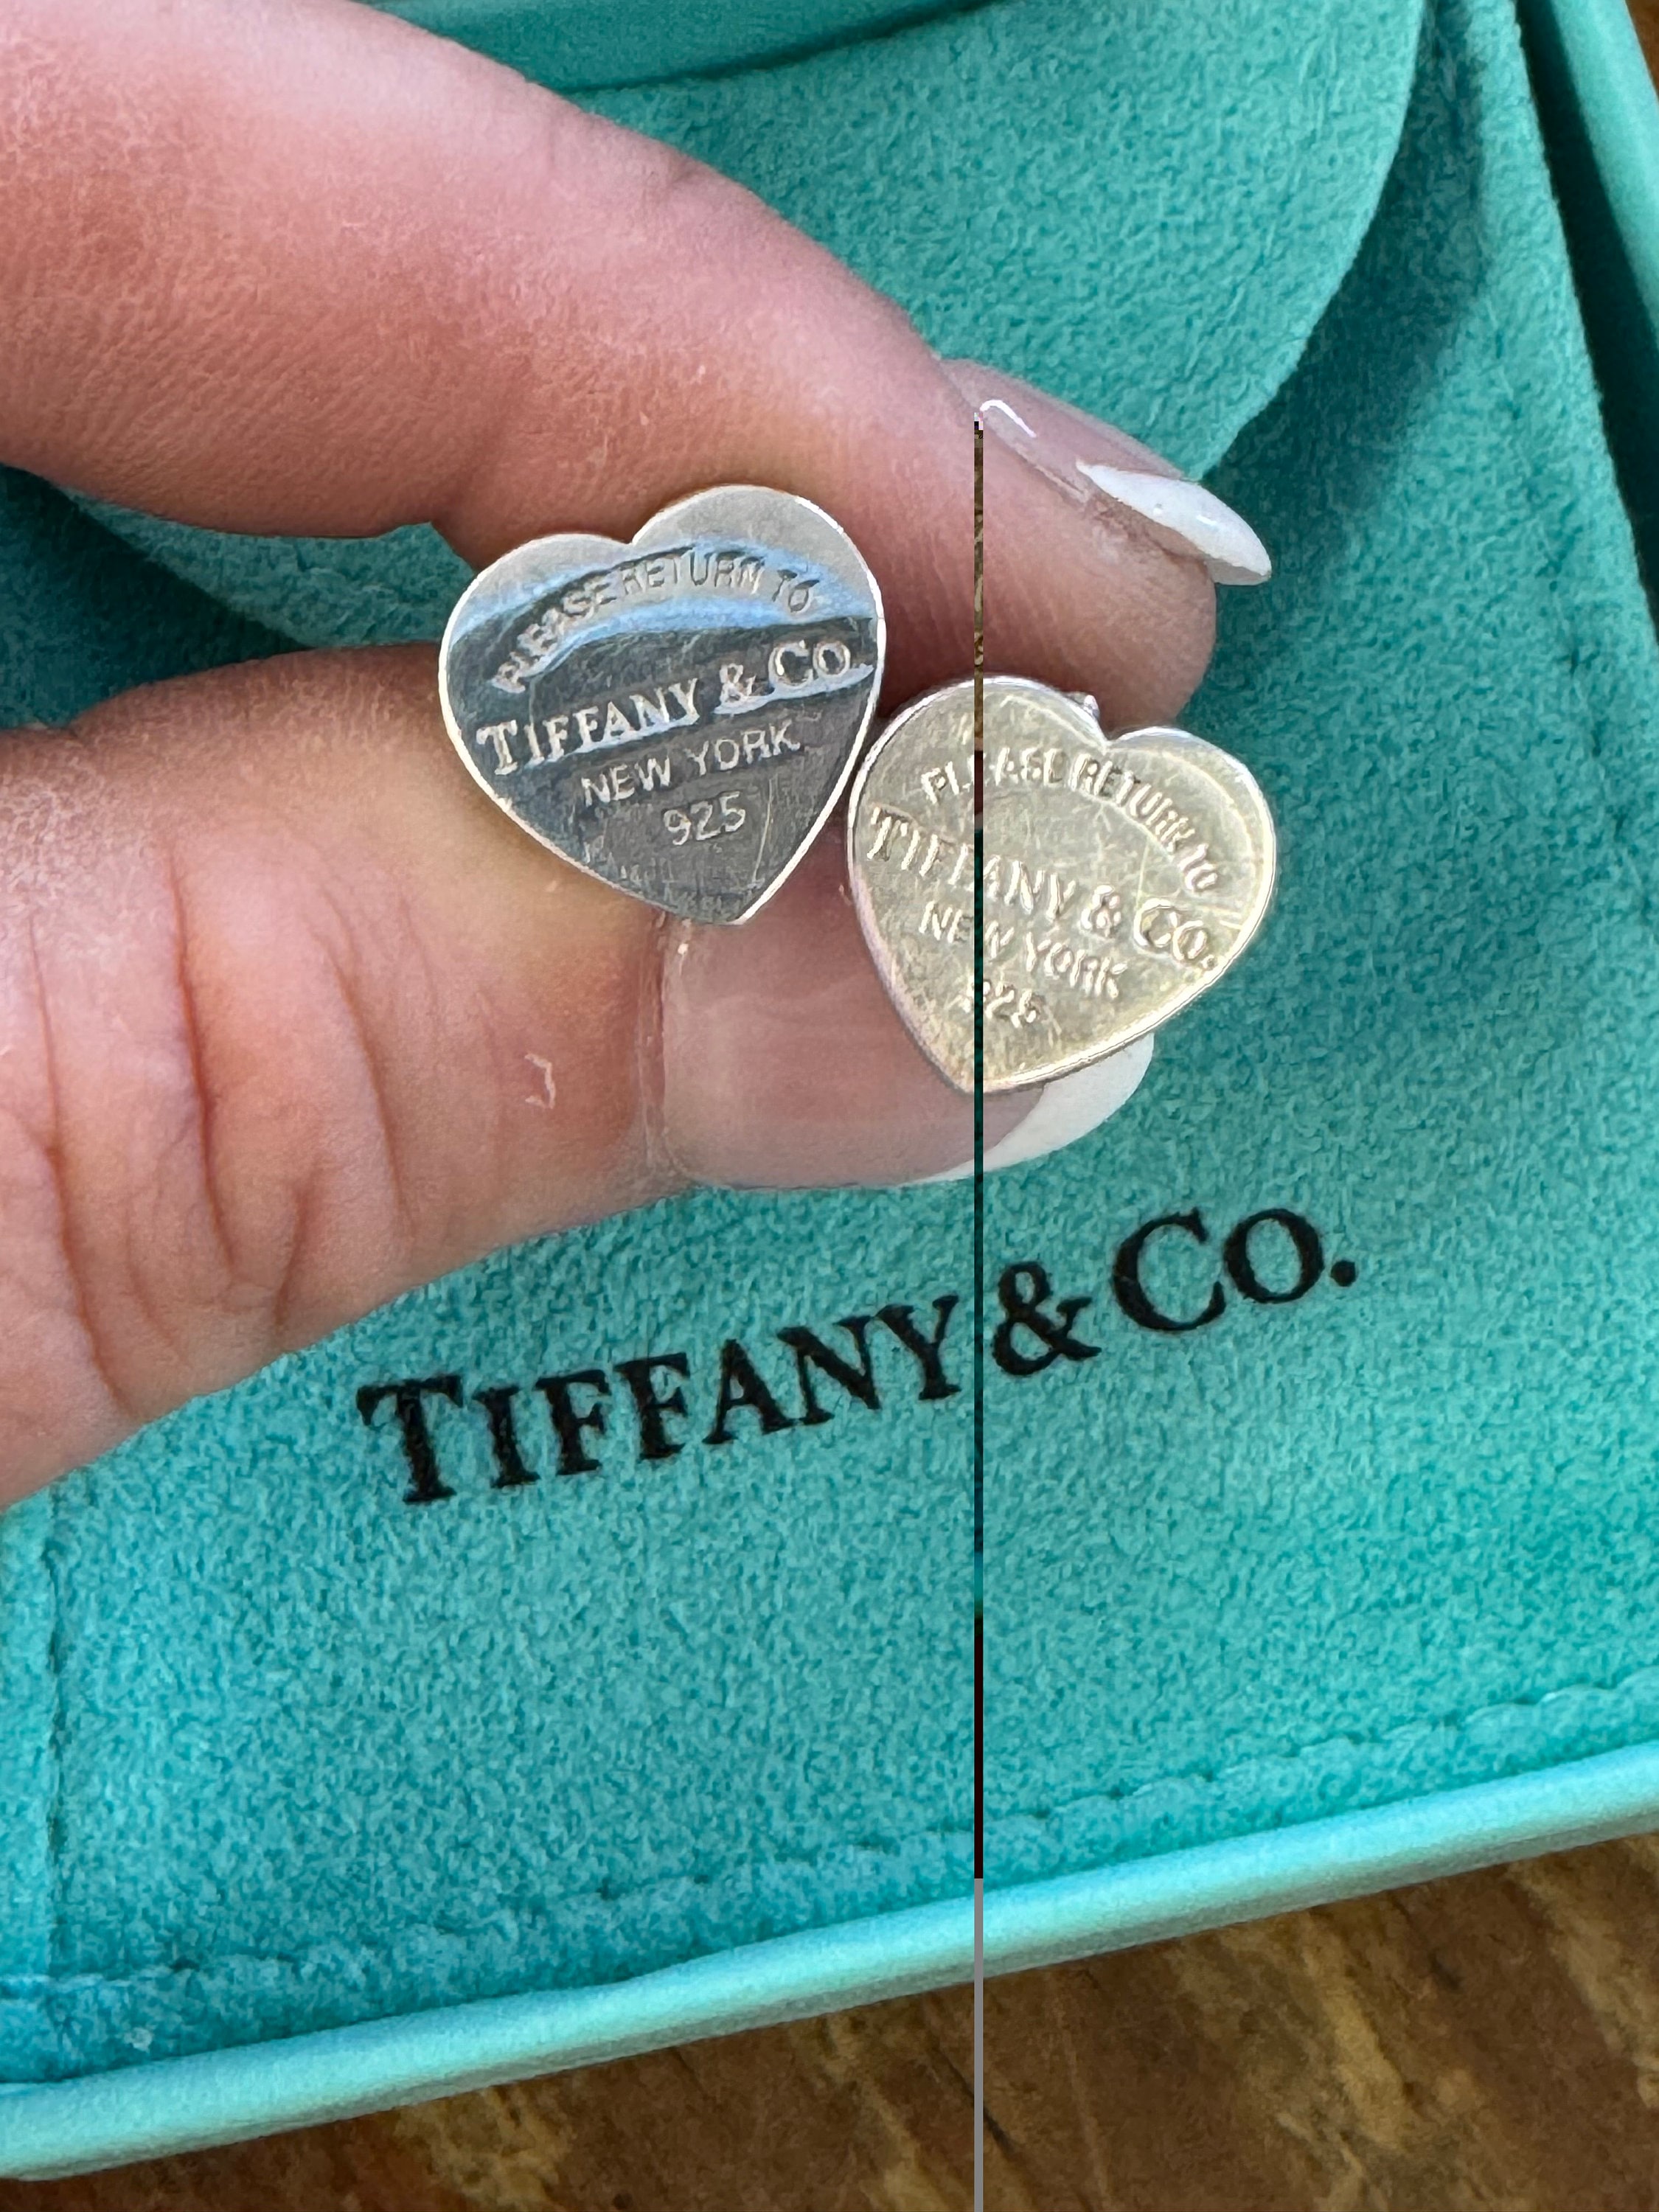 PLEASE RETURN TO
TIFFANY & CO.
NEW YORK
925
PLEASE RETURN TO
TIFFANY & CO.
NEW YORK
925
TIFFANY & CO.